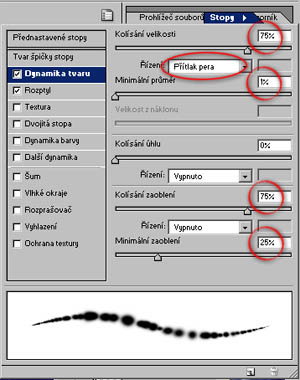 Prohlížeč souborů Stopy orník
Přednastavené stopy
Tvar špičky stopy
Dynamika tvaru
Rozptyl
Textura
Dvojitá stopa
Dynamika barvy
Další dynamika
Šum
Vlhké okraje
Rozprašovač
Vyhlazení
Ochrana textury
Kolísání velikosti 75%
Řízení: Přítlak pera
Minimální průměr 1%
Velikost z náklonu
Kolísání úhlu 0%
Řízení: Vypnuto
Kolísání zaoblení 75%
Řízení: Vypnuto
Minimální zaoblení 25%